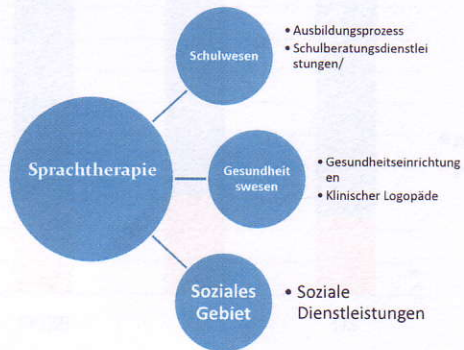 Sprachtherapie
Schulwesen
• Ausbildungsprozess
• Schulberatungsdienstlei
stungen/
Gesundheit
swesen
• Gesundheitseinrichtung
en
• Klinischer Logopäde
Soziales
Gebiet
• Soziale
Dienstleistungen